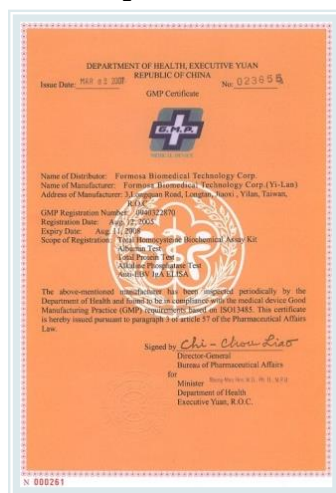 DEPARTMENT OF HEALTH, EXECUTIVE YUAN
REPUBLIC OF CHINA
Issue Date: MAR 03 2008 No: 023655
GMP Certificate
G.M.P.
MEDICAL DEVICE
Name of Distributor: Formosa Biomedical Technology Corp.
Name of Manufacturer: Formosa Biomedical Technology Corp.(Yi-Lan)
Address of Manufacturer: Longquan Road, Longtan, Jiaoxi, Yilan, Taiwan,
R.O.C
GMP Registration Number: 0940322870
Registration Date: Aug. 12, 2005
Expiry Date: Aug. 11, 2008
Scope of Registration: Total Homocysteine Biochemical Assay Kit
Albumin Test
Total Protein Test
Alkaline Phosphatase Test
Anti-EBV IgA ELISA
The above-mentioned manufacturer has been inspected periodically by the
Department of Health and found to be in compliance with the medical device Good
Manufacturing Practice (GMP) requirements based on ISO13485. This certificate
is hereby issued pursuant to paragraph 3 of article 57 of the Pharmaceutical Affairs
Law.
Signed by Chi-Chou Liao
Director-General
Bureau of Pharmaceutical Affairs
for
Minister
Department of Health
Executive Yuan, R.O.C.
N 000261